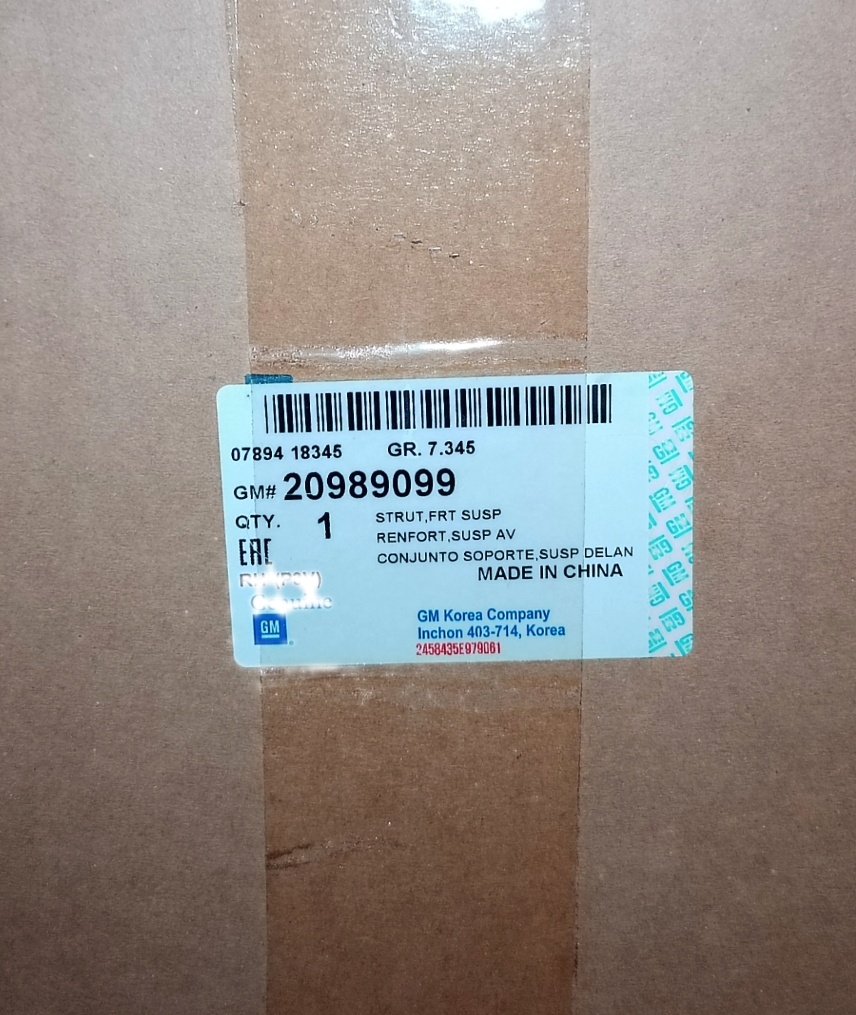 07894 18345 GR. 7.345
GM# 20989099
QTY. 1
STRUT,FRT SUSP
RENFORT,SUSP AV
CONJUNTO SOPORTE,SUSP DELAN
EAC
MADE IN CHINA
Genuine
GM
GM Korea Company
Inchon 403-714, Korea
2458435E979061